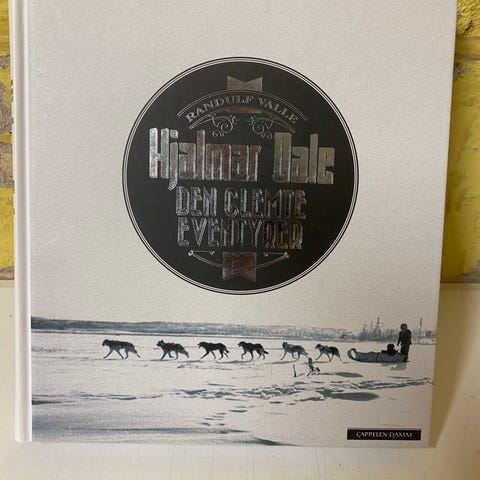 RANDULF VALLE
Hjalmar Dale
DEN GLEMTE
EVENTYRER
CAPPELEN DAMM